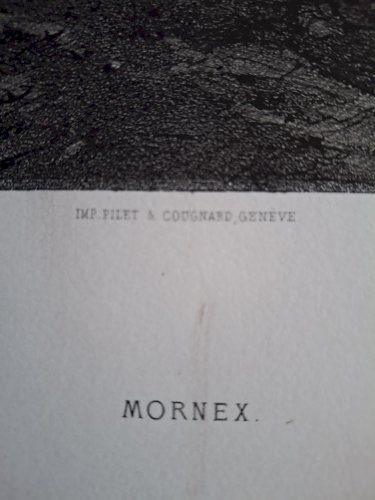 IMP. PILET & COUGNARD, GENÈVE.
MORNEX.